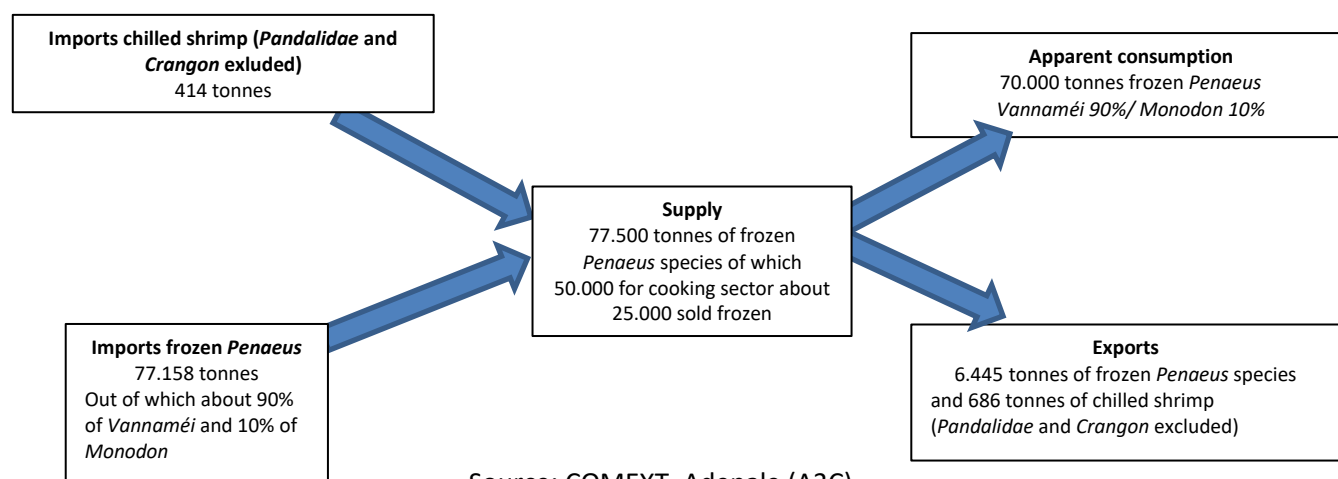 Imports chilled shrimp (Pandalidae and
Crangon exluded)
414 tonnes
Imports frozen Penaeus
77.158 tonnes
Out of which about 90%
of Vannaméi and 10% of
Monodon
Supply
77.500 tonnes of frozen
Penaeus species of which
50.000 for cooking sector about
25.000 sold frozen
Apparent consumption
70.000 tonnes frozen Penaeus
Vannaméi 90%/ Monodon 10%
Exports
6.445 tonnes of frozen Penaeus species
and 686 tonnes of chilled shrimp
(Pandalidae and Crangon excluded)
Source: COMEXT, Adepale